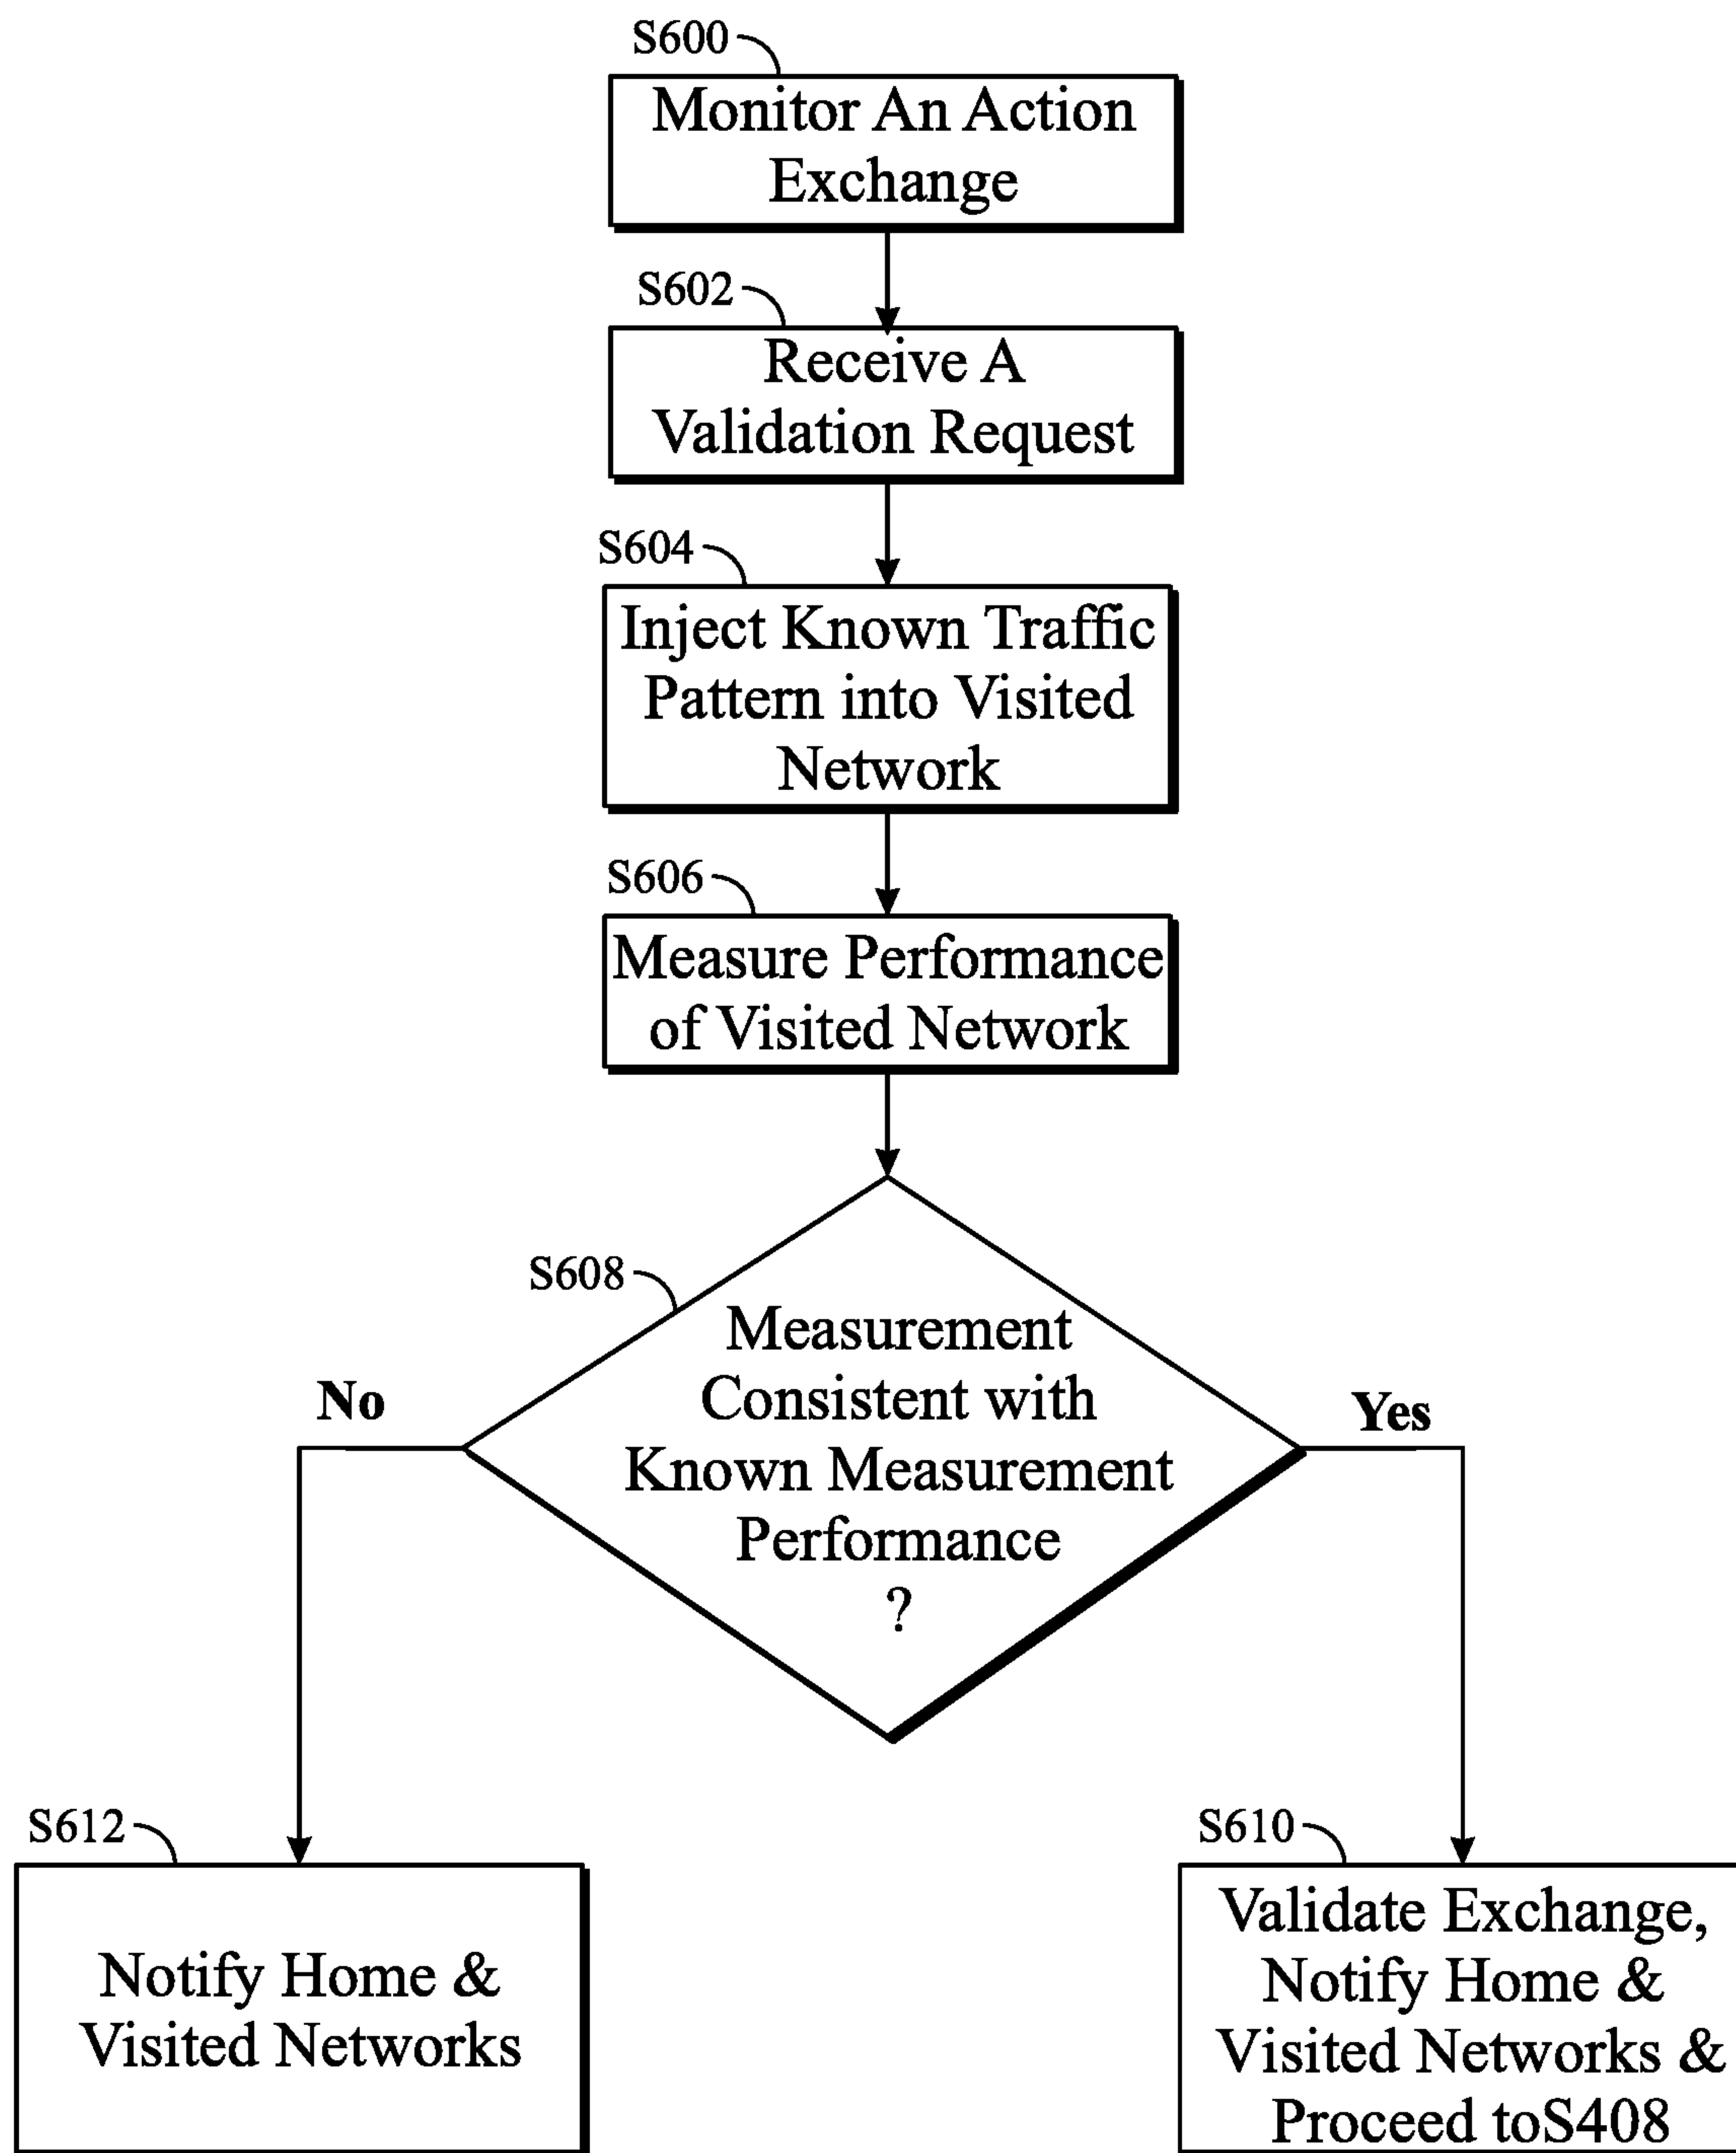 S600
Monitor An Action
Exchange
S602
Receive A
Validation Request
S604
Inject Known Traffic
Pattern into Visited
Network
S606
Measure Performance
of Visited Network
S608
Measurement
Consistent with
Known Measurement
Performance
?
No
Yes
S612
Notify Home &
Visited Networks
S610
Validate Exchange,
Notify Home &
Visited Networks &
Proceed toS408